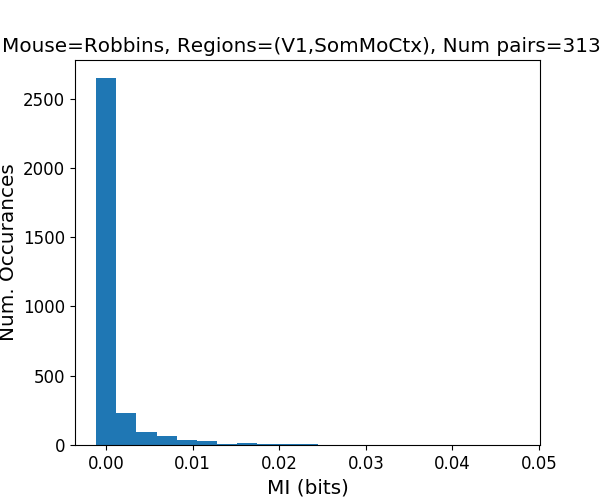 Mouse=Robbins, Regions=(V1,SomMoCtx), Num pairs=313
Num. Occurances
2500
2000
1500
1000
500
0
0.00 0.01 0.02 0.03 0.04 0.05
MI (bits)